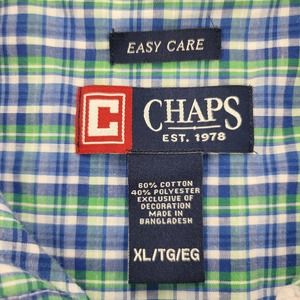 EASY CARE
C CHAPS
EST. 1978
60% COTTON
40% POLYESTER
EXCLUSIVE OF
DECORATION
MADE IN
BANGLADESH
XL/TG/EG